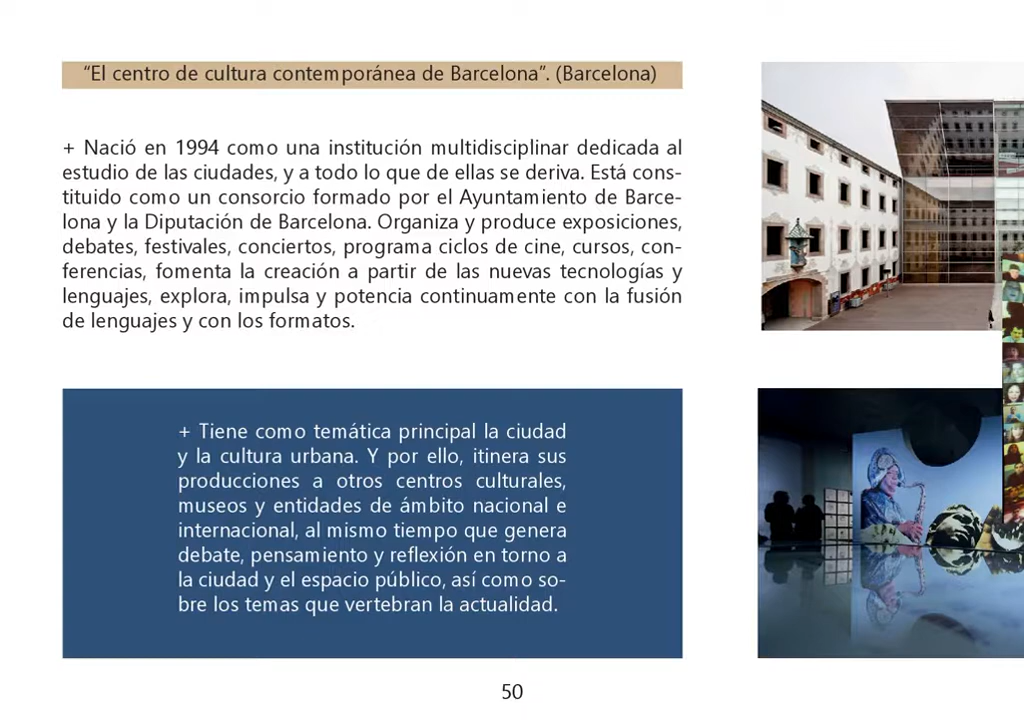 “El centro de cultura contemporánea de Barcelona”. (Barcelona)
+ Nació en 1994 como una institución multidisciplinar dedicada al
estudio de las ciudades, y a todo lo que de ellas se deriva. Está cons-
tituido como un consorcio formado por el Ayuntamiento de Barce-
lona y la Diputación de Barcelona. Organiza y produce exposiciones,
debates, festivales, conciertos, programa ciclos de cine, cursos, con-
ferencias, fomenta la creación a partir de las nuevas tecnologías y
lenguajes, explora, impulsa y potencia continuamente con la fusión
de lenguajes y con los formatos.
+ Tiene como temática principal la ciudad
y la cultura urbana. Y por ello, itinera sus
producciones a otros centros culturales,
museos y entidades de ámbito nacional e
internacional, al mismo tiempo que genera
debate, pensamiento y reflexión en torno a
la ciudad y el espacio público, así como so-
bre los temas que vertebran la actualidad.
50